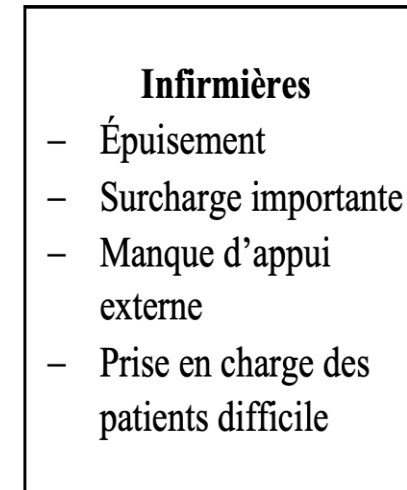 Infirmières
– Épuisement
– Surcharge importante
– Manque d’appui
externe
– Prise en charge des
patients difficile